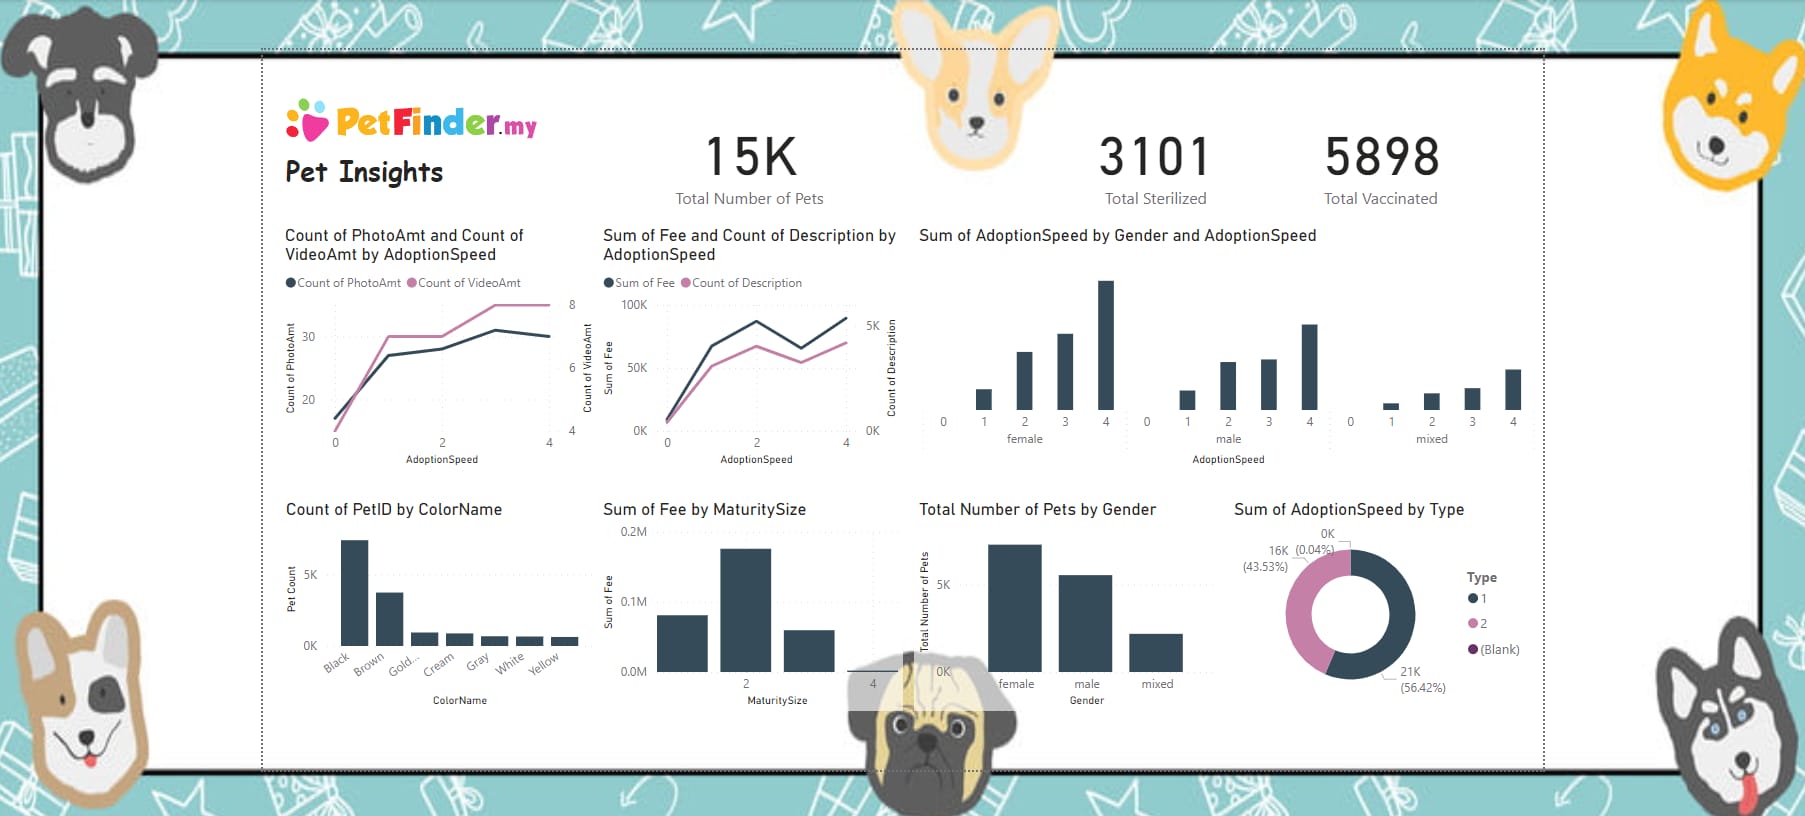 PetFinder.my
Pet Insights
15K
Total Number of Pets
3101
Total Sterilized
5898
Total Vaccinated
Count of PhotoAmt and Count of
VideoAmt by AdoptionSpeed
Count of PhotoAmt Count of VideoAmt
Count of PhotoAmt
30
20
8
6
4
Count of VideoAmt
0 2 4
AdoptionSpeed
Sum of Fee and Count of Description by
AdoptionSpeed
Sum of Fee Count of Description
Sum of Fee
100K
50K
0K
5K
0K
Count of Description
0 2 4
AdoptionSpeed
Sum of AdoptionSpeed by Gender and AdoptionSpeed
0 1 2 3 4 0 1 2 3 4 0 1 2 3 4
female male mixed
AdoptionSpeed
Count of PetID by ColorName
Pet Count
5K
0K
Black Brown Gold... Cream Gray White Yellow
ColorName
Sum of Fee by MaturitySize
Sum of Fee
0.2M
0.1M
0.0M
2 4
MaturitySize
Total Number of Pets by Gender
Total Number of Pets
5K
0K
female male mixed
Gender
Sum of AdoptionSpeed by Type
0K
(0.04%)
16K
(43.53%)
21K
(56.42%)
Type
1
2
(Blank)